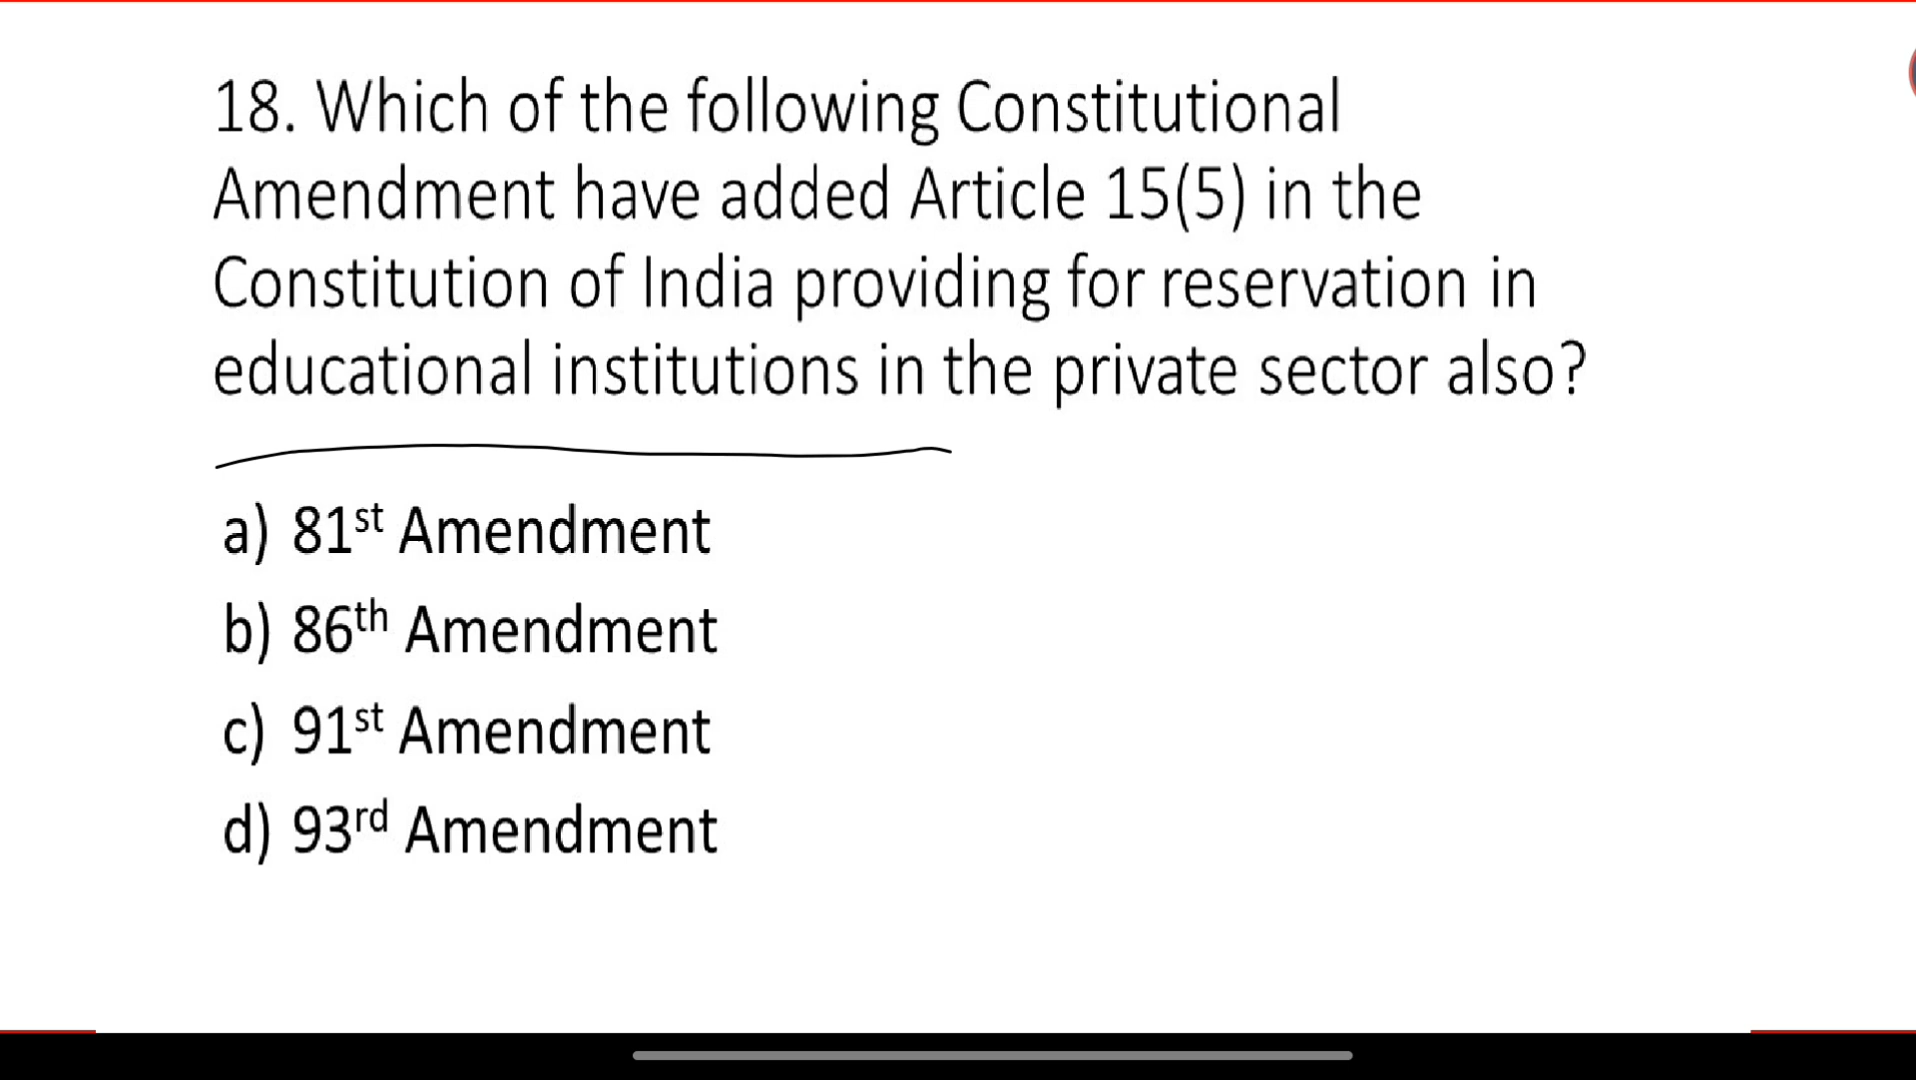 18. Which of the following Constitutional
Amendment have added Article 15(5) in the
Constitution of India providing for reservation in
educational institutions in the private sector also?
a) 81st Amendment
b) 86th Amendment
c) 91st Amendment
d) 93rd Amendment